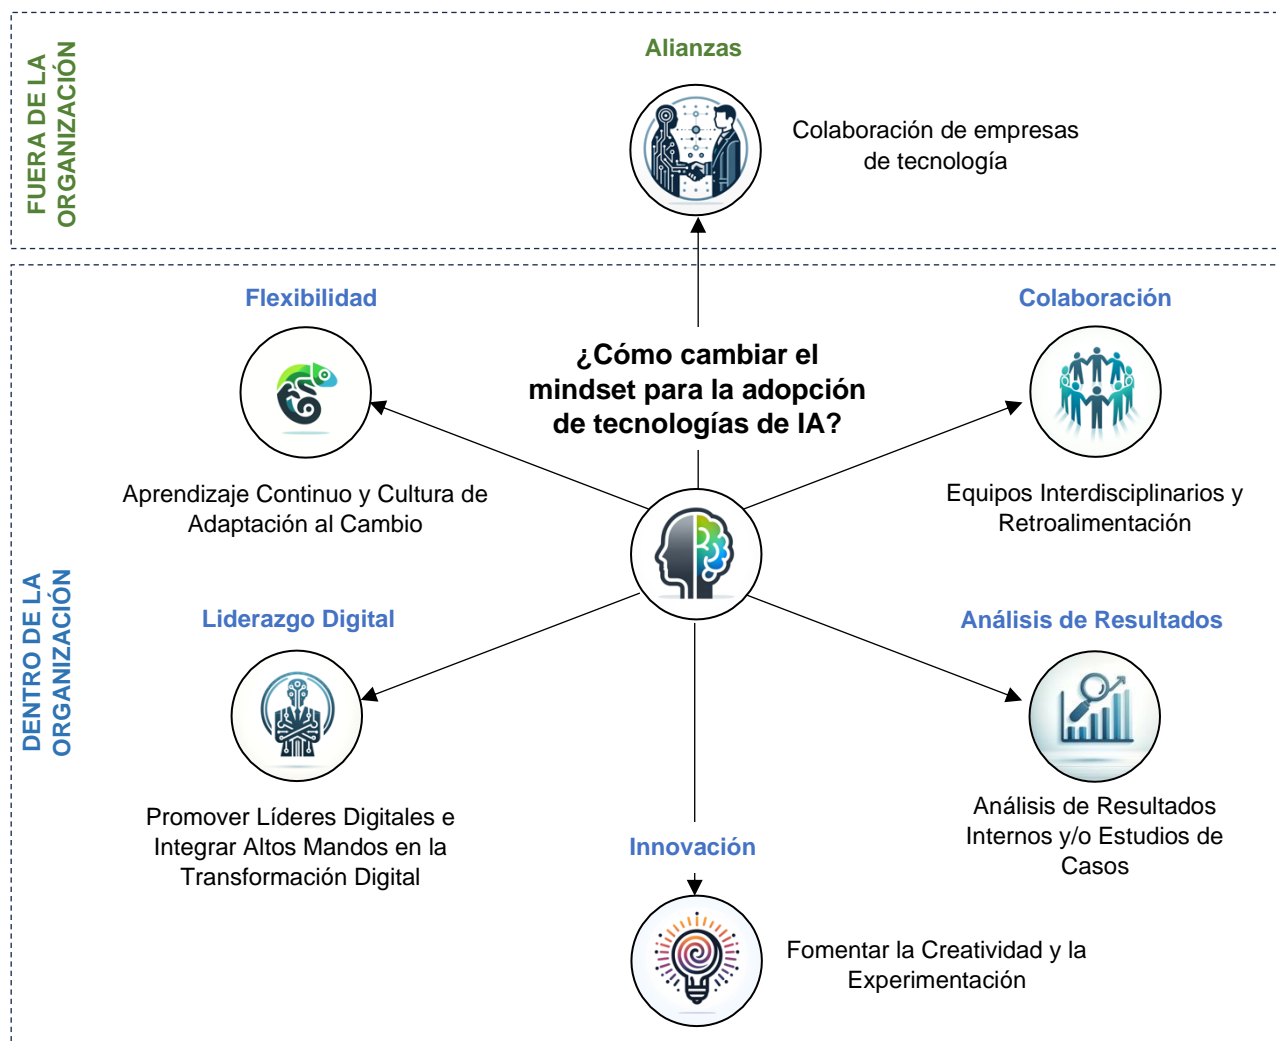 FUERA DE LA
ORGANIZACIÓN
Alianzas
Colaboración de empresas
de tecnología
DENTRO DE LA
ORGANIZACIÓN
Flexibilidad
Colaboración
¿Cómo cambiar el
mindset para la adopción
de tecnologías de IA?
Aprendizaje Continuo y Cultura de
Adaptación al Cambio
Equipos Interdisciplinarios y
Retroalimentación
Liderazgo Digital
Análisis de Resultados
Promover Líderes Digitales e
Integrar Altos Mandos en la
Transformación Digital
Análisis de Resultados
Internos y/o Estudios de
Casos
Innovación
Fomentar la Creatividad y la
Experimentación